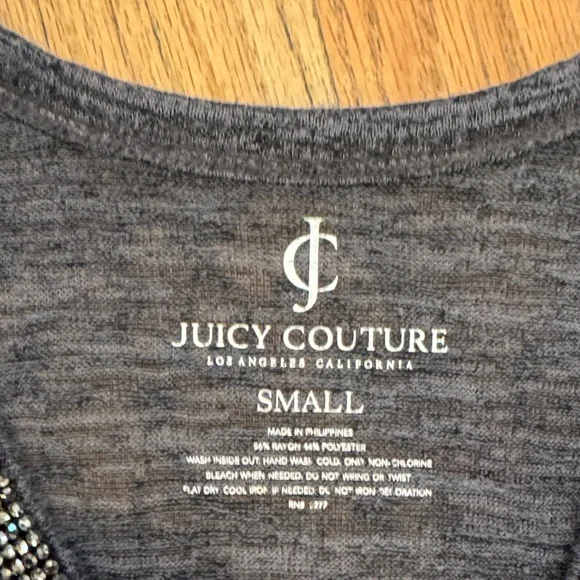 JC
JUICY COUTURE
LOS ANGELES CALIFORNIA
SMALL
MADE IN PHILIPPINES
56% RAYON 44% POLYESTER
WASH INSIDE OUT. HAND WASH COLD. ONLY NON-CHLORINE
BLEACH WHEN NEEDED. DO NOT WRING OR TWIST
FLAT DRY. COOL IRON IF NEEDED. DO NOT IRON DECORATION
RN#